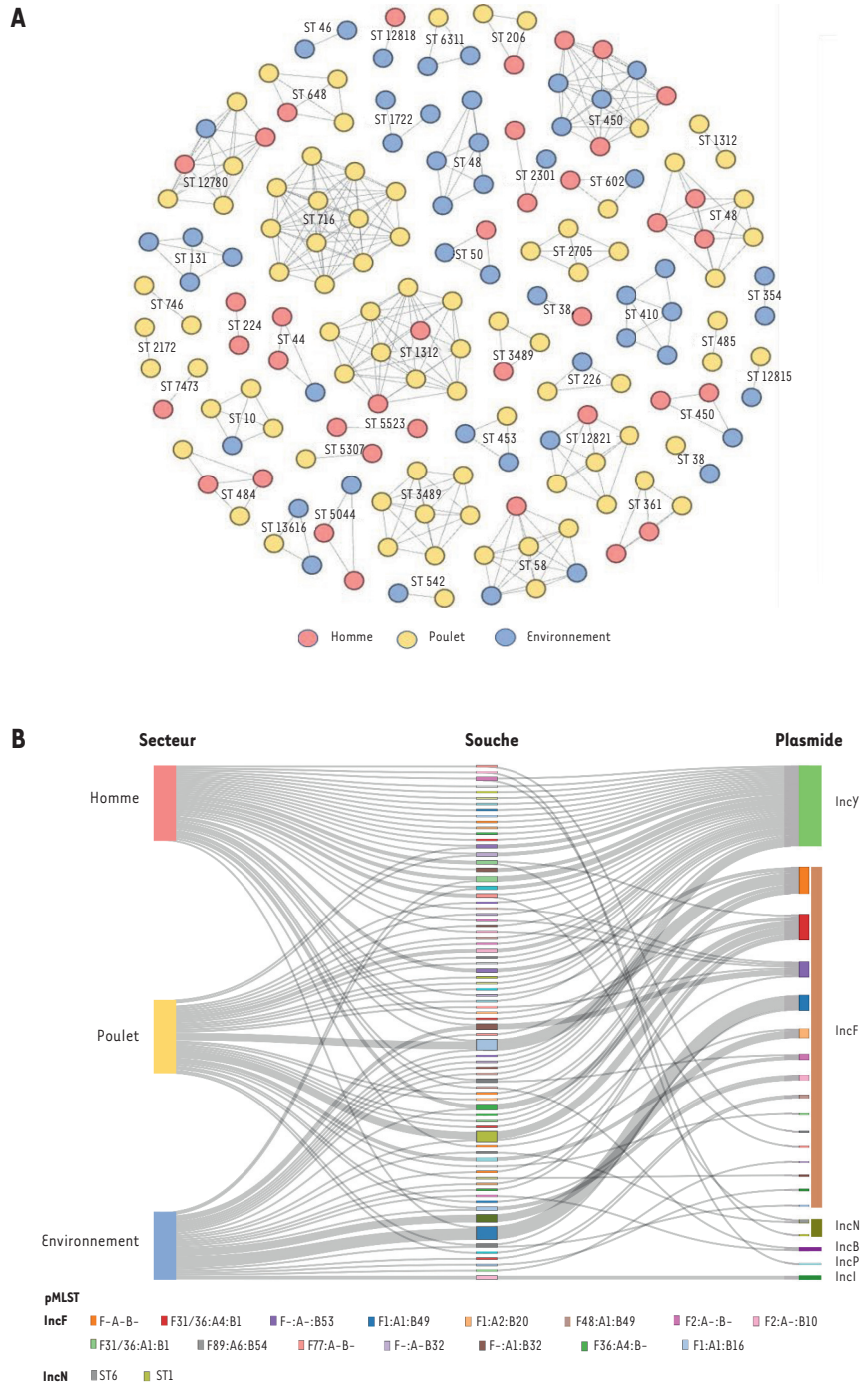 A
ST 46
ST 12818
ST 6311
ST 206
ST 648
ST 1722
ST 450
ST 1312
ST 48
ST 2301
ST 602
ST 12780
ST 716
ST 48
ST 131
ST 50
ST 2705
ST 746
ST 38
ST 410
ST 354
ST 224
ST 44
ST 2172
ST 1312
ST 3489
ST 485
ST 7473
ST 226
ST 12815
ST 10
ST 5523
ST 450
ST 5307
ST 453
ST 12821
ST 38
ST 484
ST 3489
ST 361
ST 13616
ST 5044
ST 58
ST 542
Homme Poulet Environnement
B
Secteur Souche Plasmide
Homme
IncY
Poulet
IncF
Environnement
IncN
IncB
IncP
IncI
pMLST
IncF F-A-B- F31/36:A4:B1 F-:A-:B53 F1:A1:B49 F1:A2:B20 F48:A1:B49 F2:A-:B- F2:A-:B10
F31/36:A1:B1 F89:A6:B54 F77:A-B- F-:A-B32 F-:A1:B32 F36:A4:B- F1:A1:B16
IncN ST6 ST1